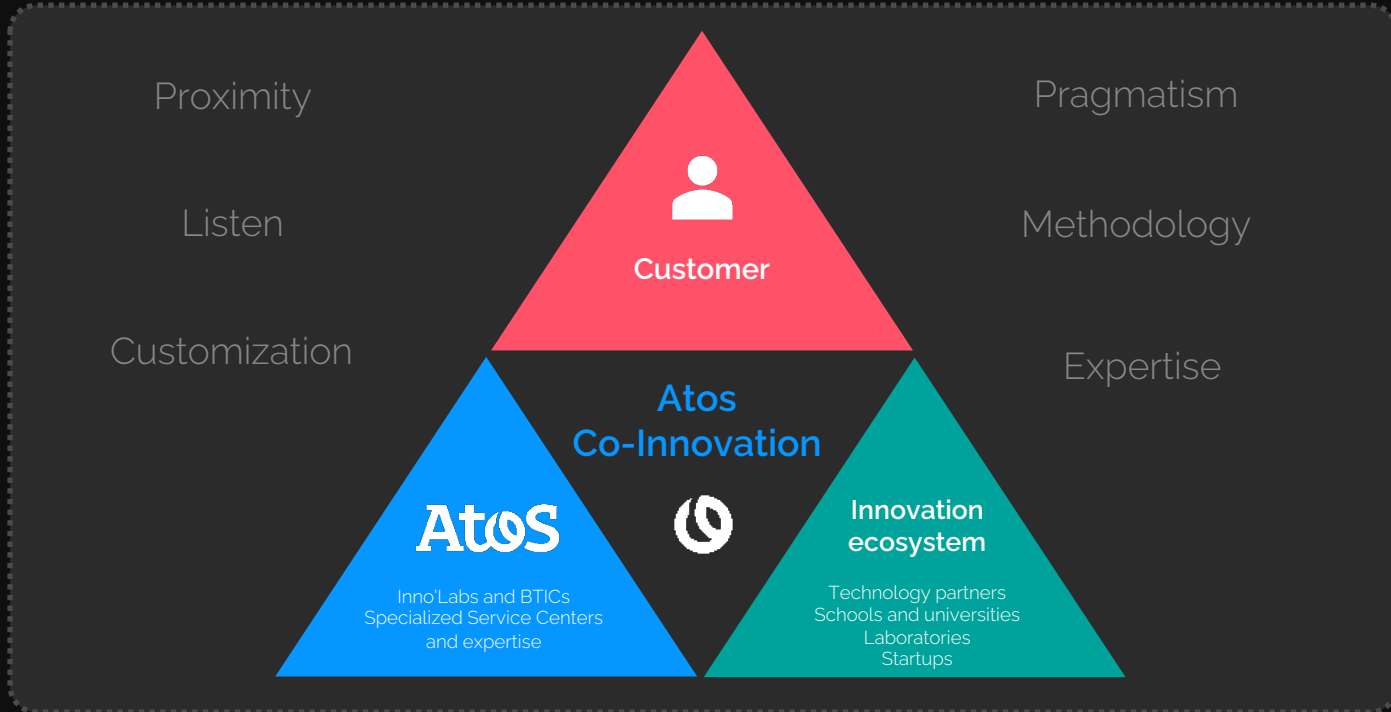 Proximity
Pragmatism
Listen
Methodology
Customer
Customization
Expertise
Atos
Co-Innovation
Atos
Inno'Labs and BTICs
Specialized Service Centers
and expertise
Innovation
ecosystem
Technology partners
Schools and universities
Laboratories
Startups